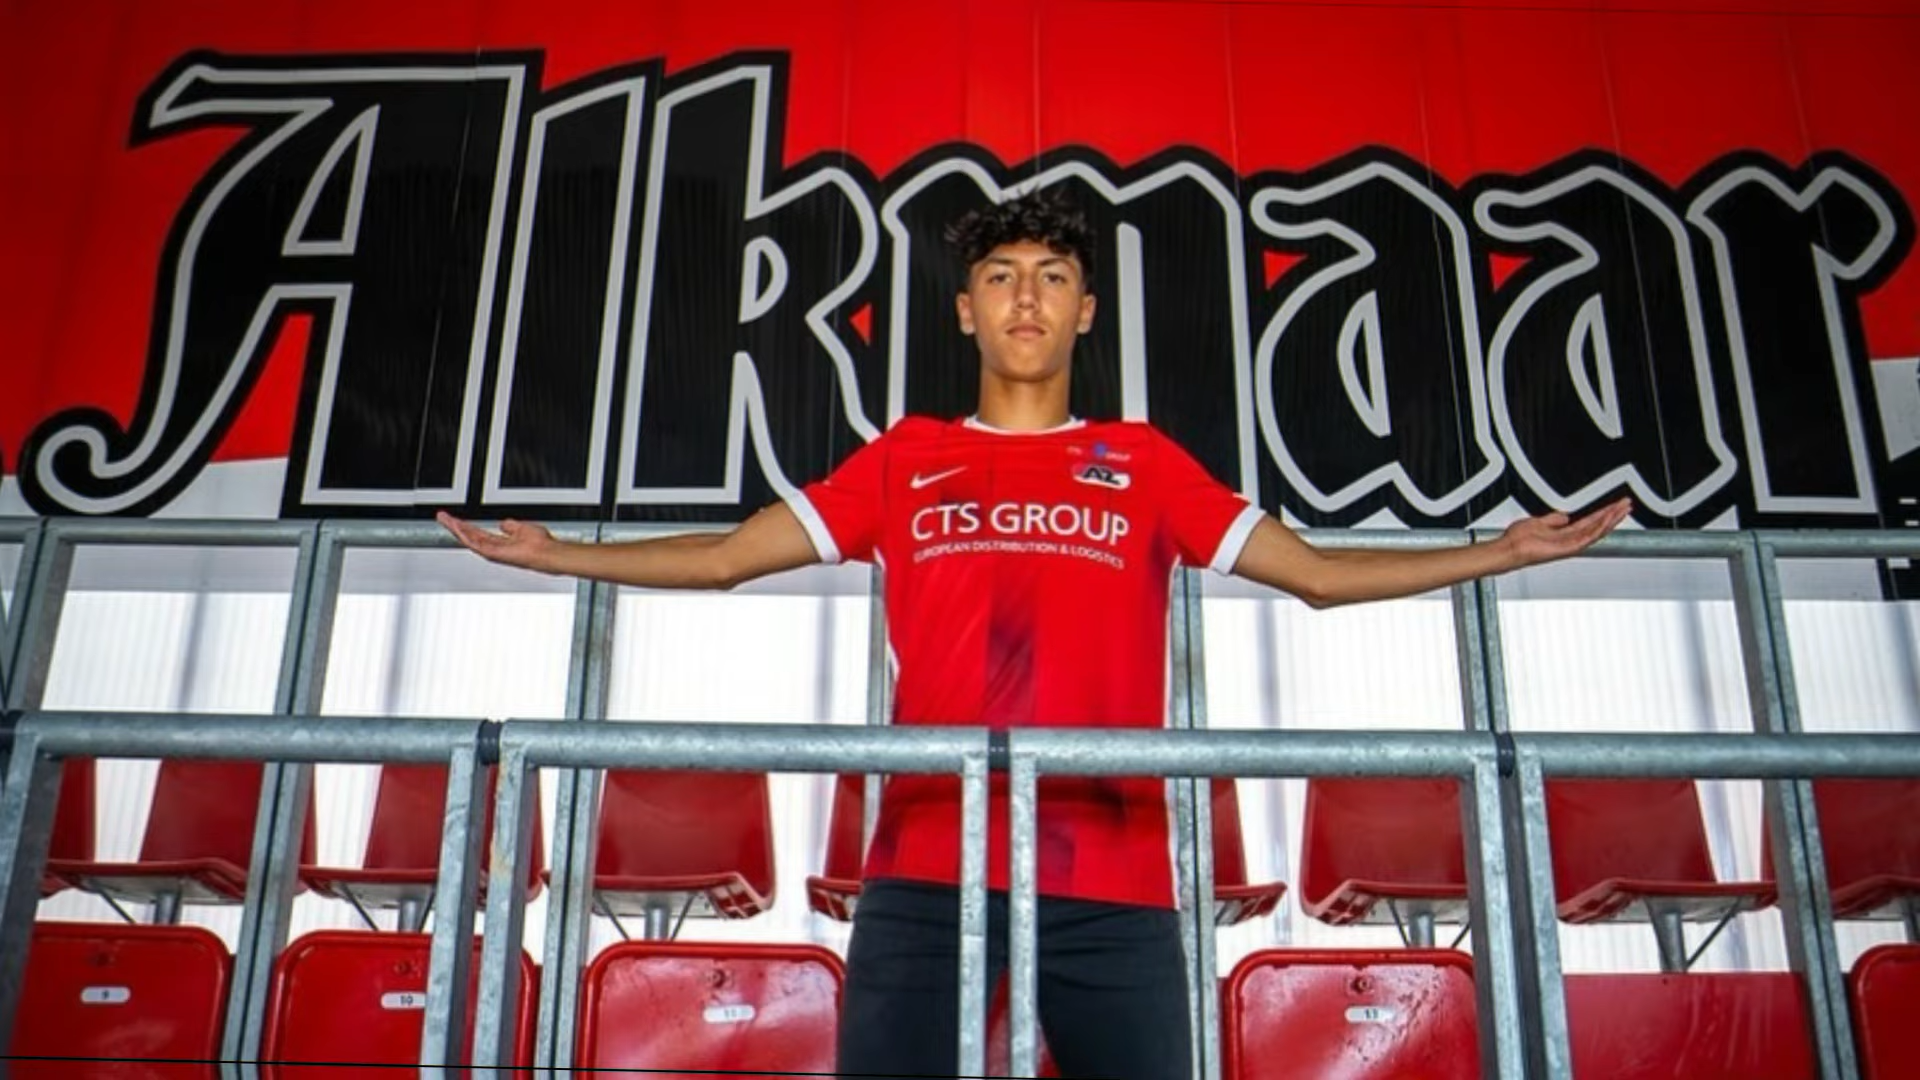 Alkmaar
AZ
CTS GROUP
EUROPEAN DISTRIBUTION & LOGISTICS
9
10
11
13